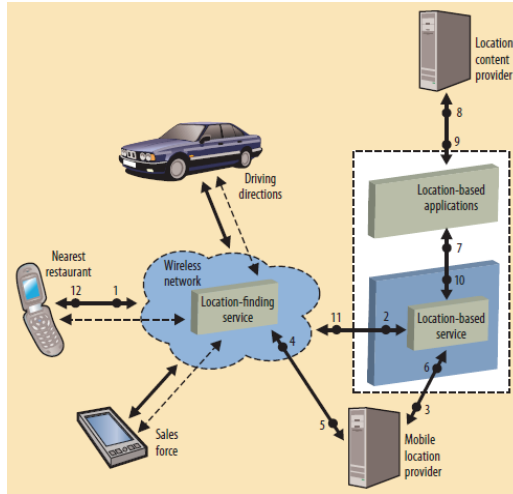 Location
content
provider
8
9
Driving
directions
Location-based
applications
Nearest
restaurant
Wireless
network
7
10
12
1
Location-finding
service
11
2
Location-based
service
4
6
3
5
Sales
force
Mobile
location
provider